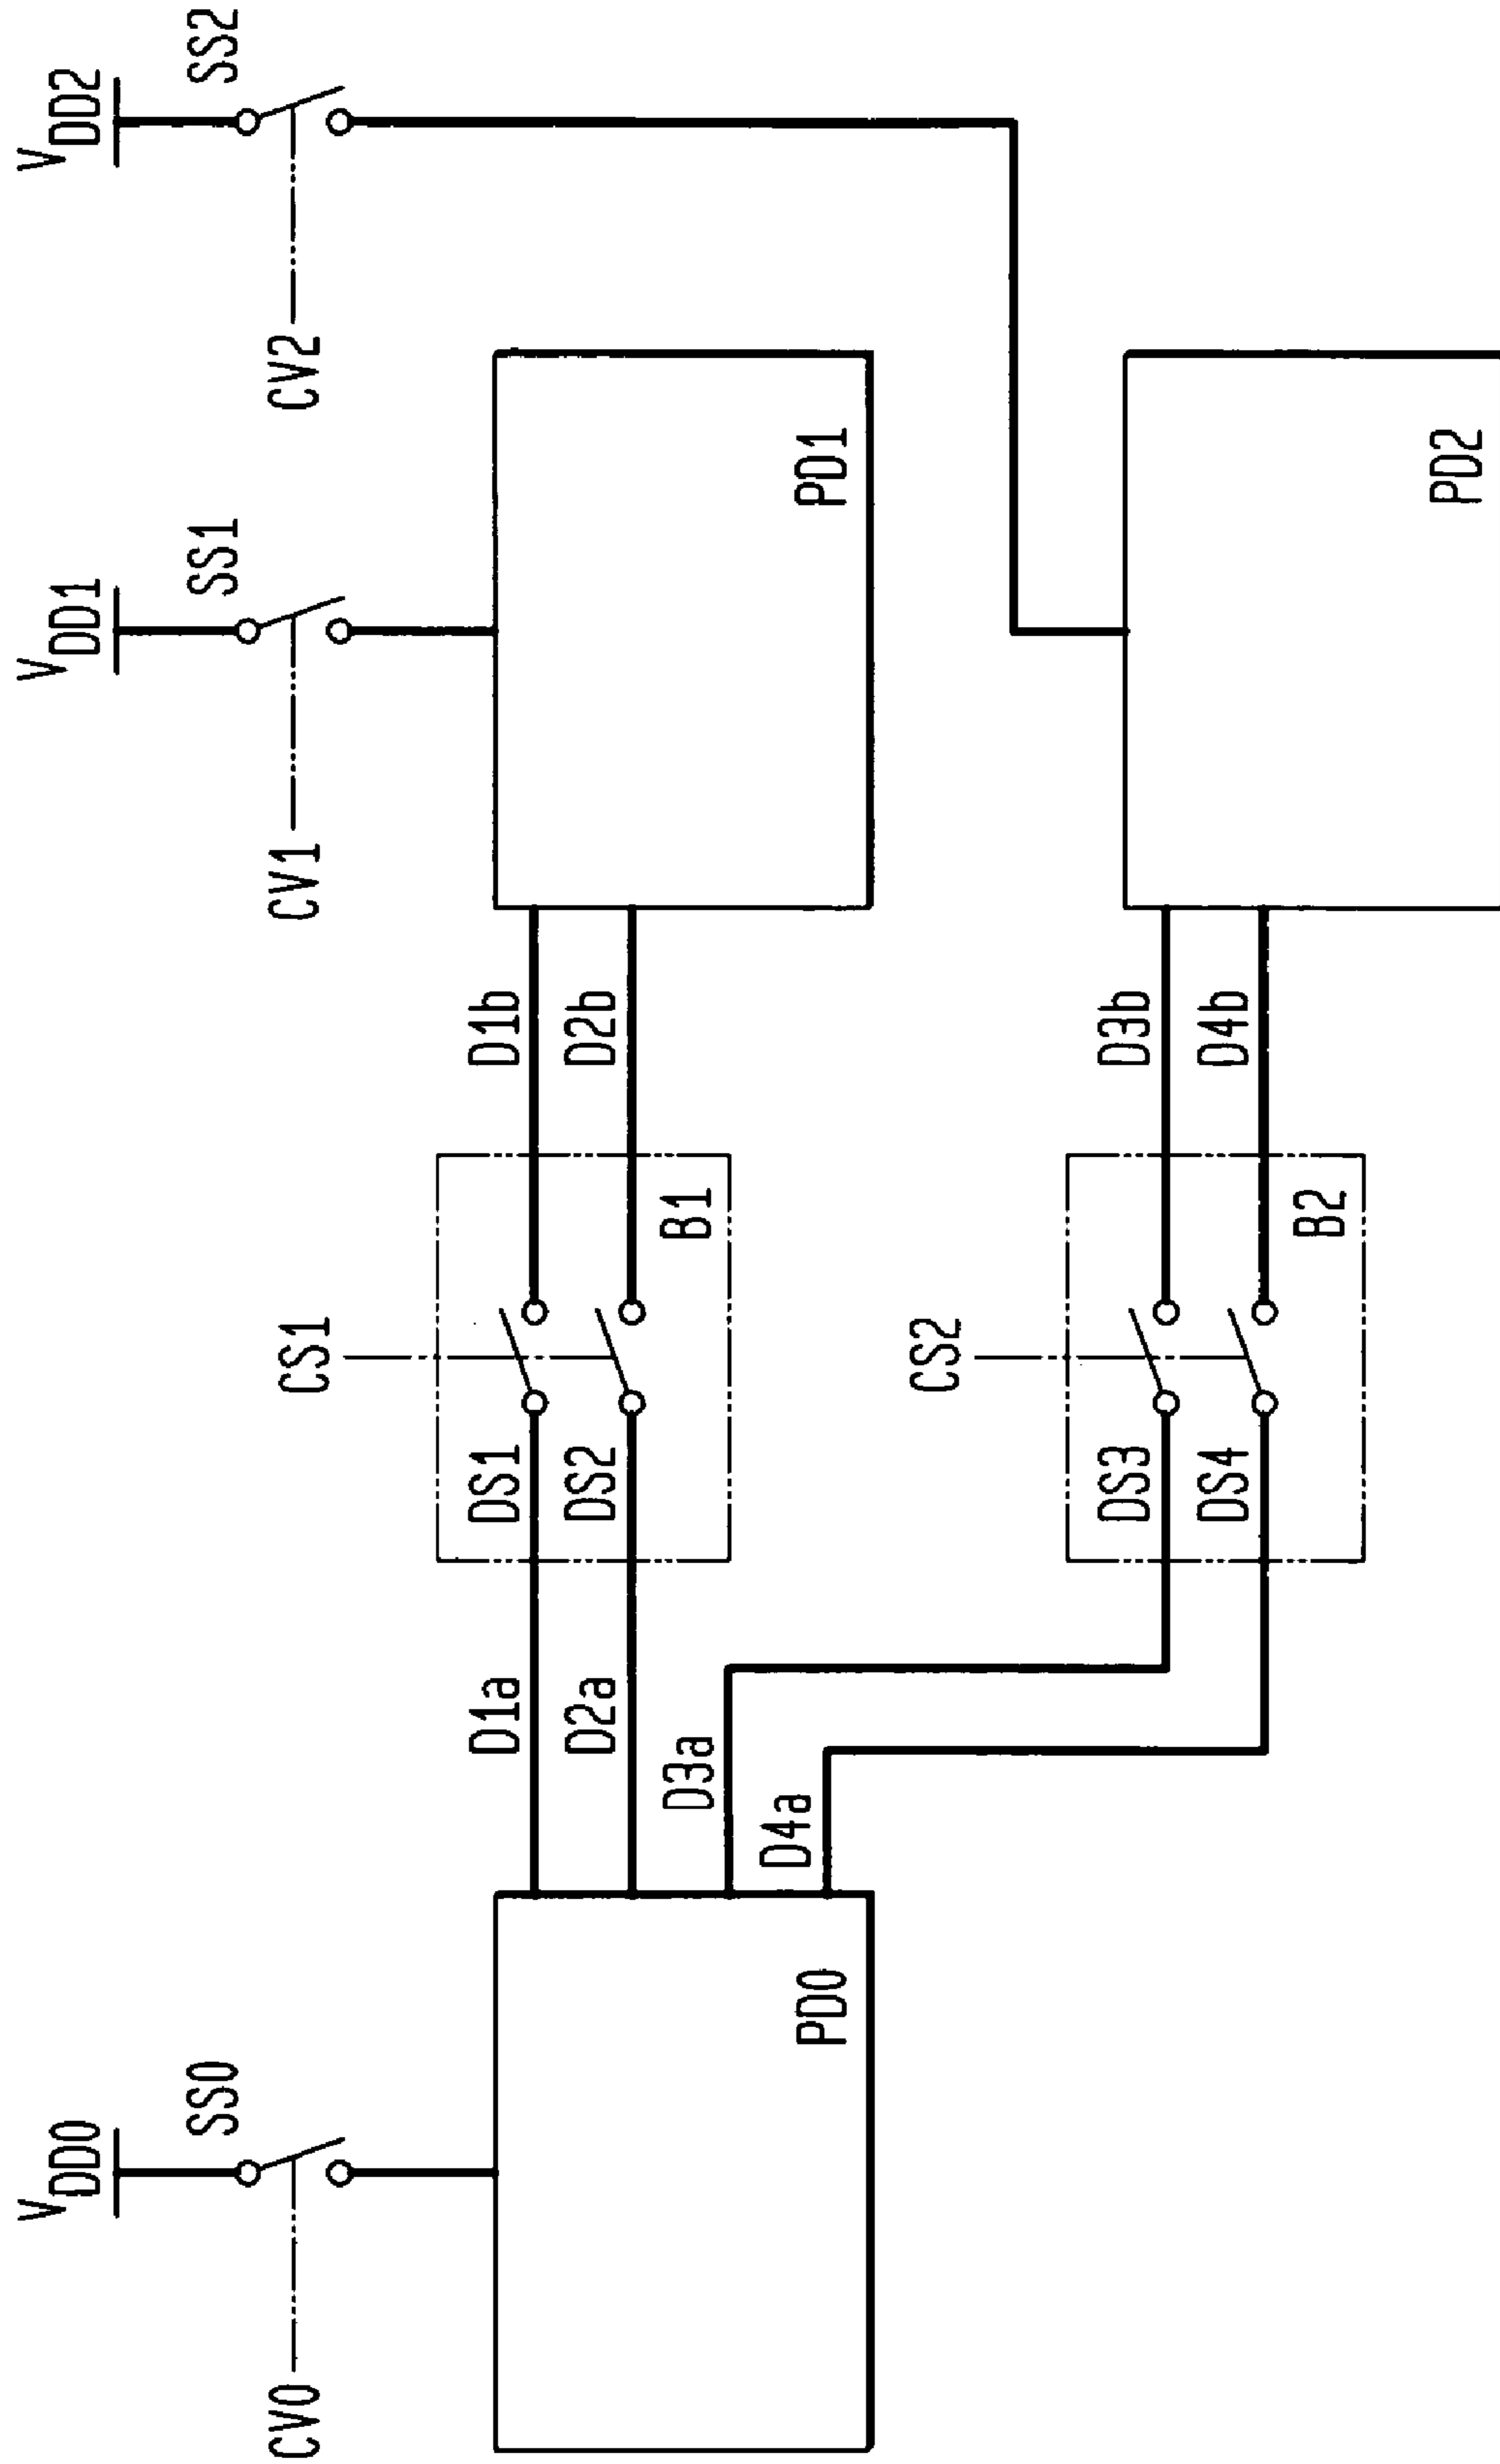 VDD0
VDD1
VDD2
SS0
SS1
SS2
CV0
CV1
CV2
CS1
D1a
DS1
D1b
D2a
DS2
D2b
B1
D3a
D4a
PD0
PD1
CS2
DS3
D3b
DS4
D4b
B2
PD2